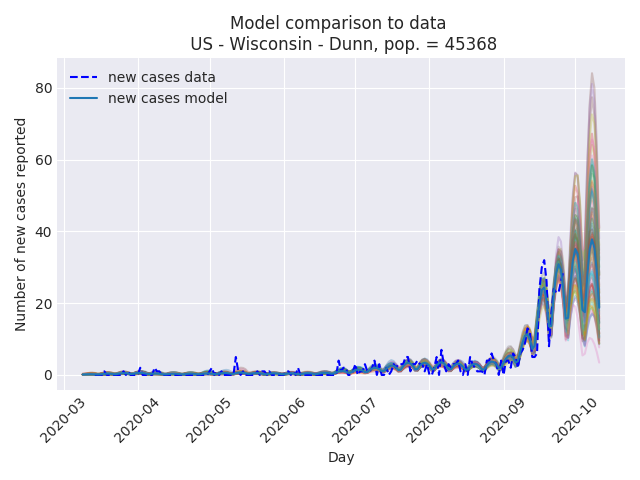 Model comparison to data
US - Wisconsin - Dunn, pop. = 45368
new cases data
new cases model
Number of new cases reported
80
60
40
20
0
2020-03
2020-04
2020-05
2020-06
2020-07
2020-08
2020-09
2020-10
Day